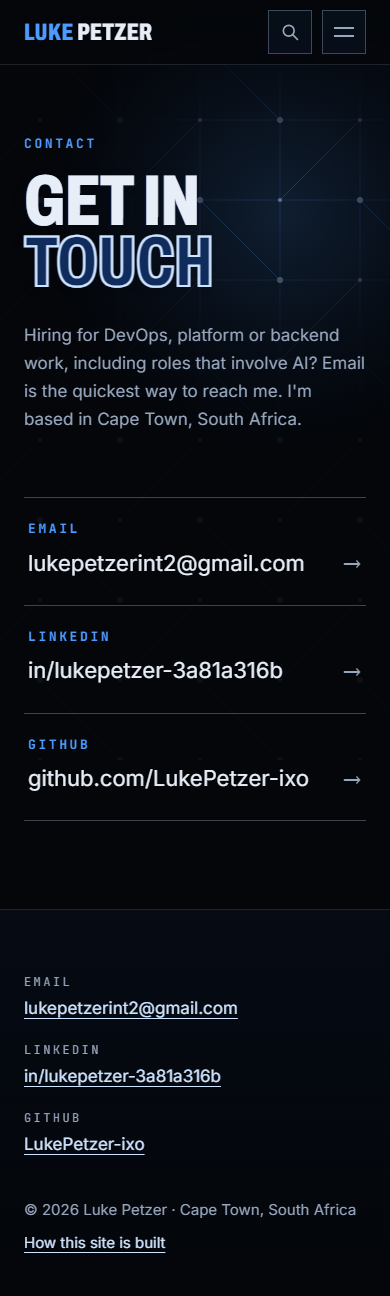 LUKE PETZER
CONTACT
GET IN
TOUCH
Hiring for DevOps, platform or backend
work, including roles that involve AI? Email
is the quickest way to reach me. I'm
based in Cape Town, South Africa.
EMAIL
lukepetzerint2@gmail.com →
LINKEDIN
in/lukepetzer-3a81a316b →
GITHUB
github.com/LukePetzer-ixo →
EMAIL
lukepetzerint2@gmail.com
LINKEDIN
in/lukepetzer-3a81a316b
GITHUB
LukePetzer-ixo
© 2026 Luke Petzer · Cape Town, South Africa
How this site is built